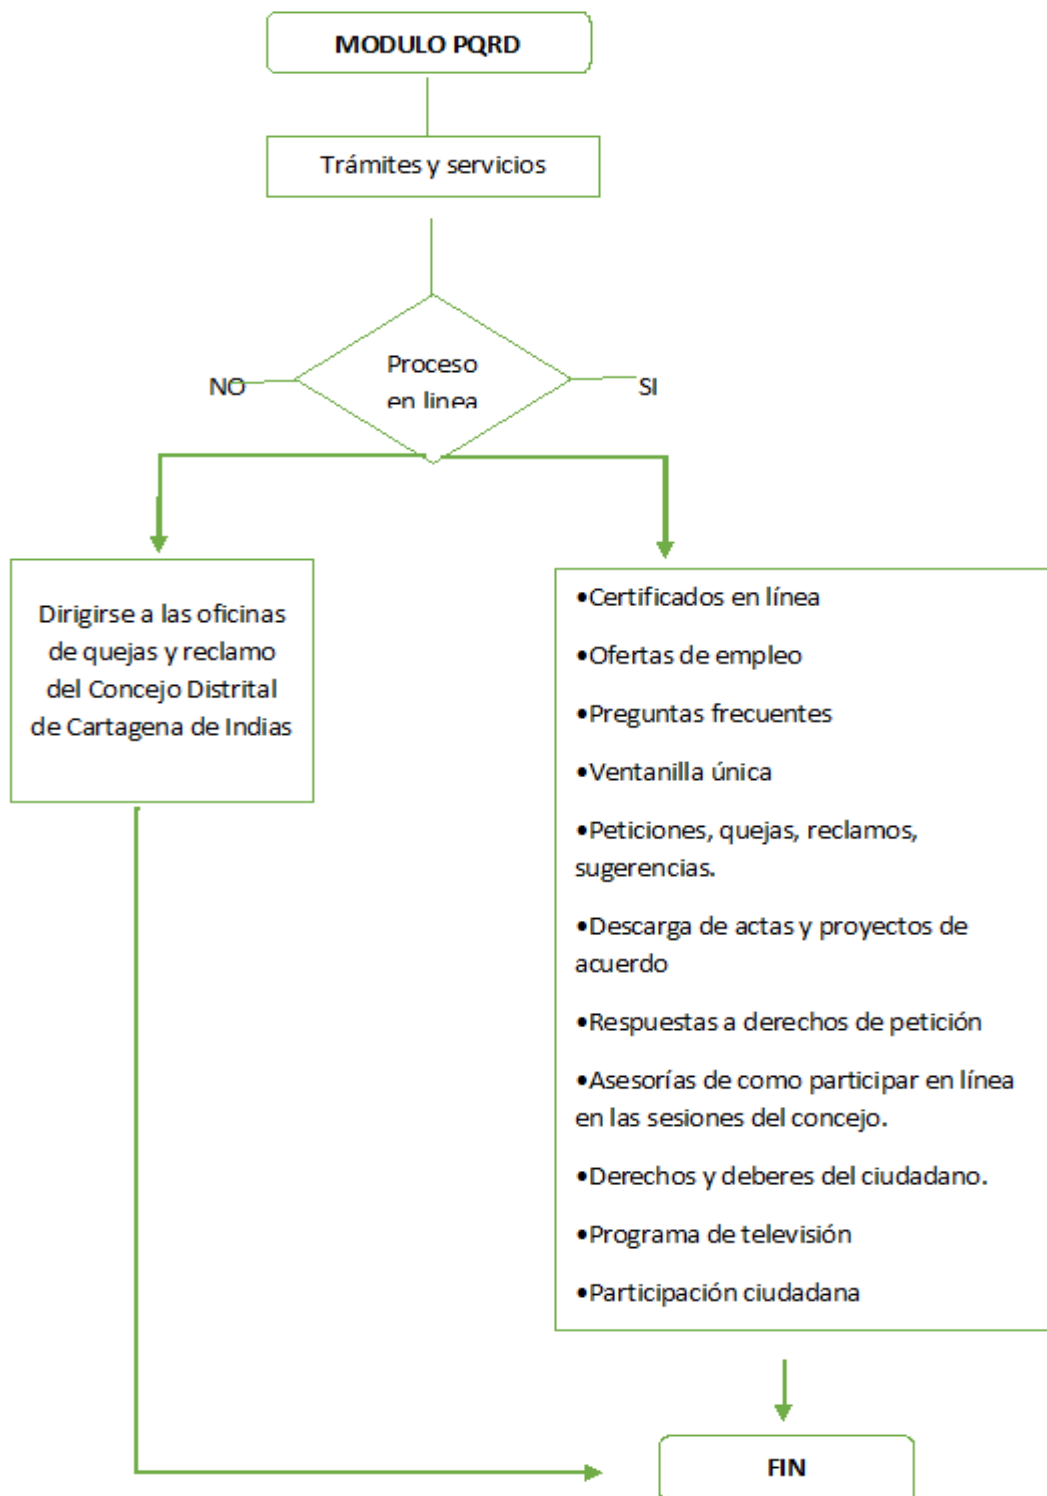 MODULO PQRD
Trámites y servicios
Proceso
en linea
NO
SI
Dirigirse a las oficinas
de quejas y reclamo
del Concejo Distrital
de Cartagena de Indias
•Certificados en línea
•Ofertas de empleo
•Preguntas frecuentes
•Ventanilla única
•Peticiones, quejas, reclamos,
sugerencias.
•Descarga de actas y proyectos de
acuerdo
•Respuestas a derechos de petición
•Asesorías de como participar en línea
en las sesiones del concejo.
•Derechos y deberes del ciudadano.
•Programa de televisión
•Participación ciudadana
FIN